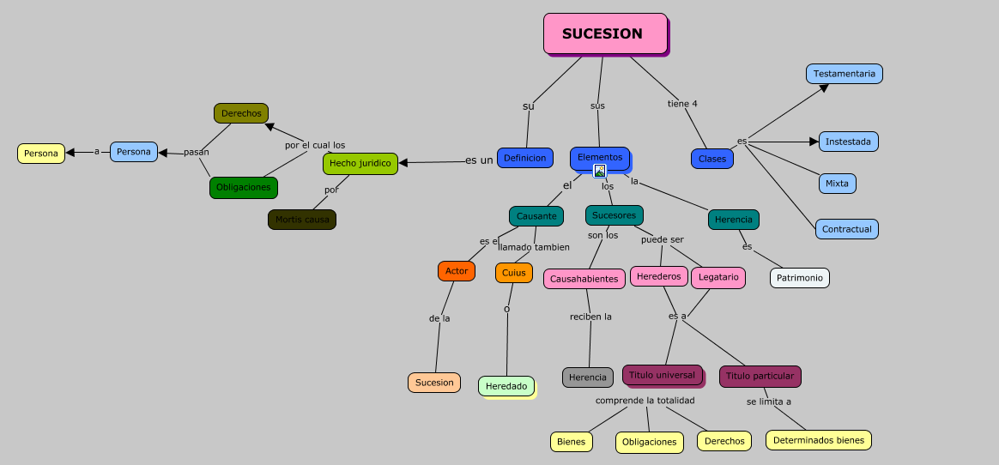 SUCESION
su
sus
tiene 4
Definicion
Elementos
Clases
es un
Hecho juridico
por el cual los
Derechos
Obligaciones
pasan
Persona
a
Persona
por
Mortis causa
el
los
la
Causante
Sucesores
Herencia
es e
llamado tambien
son los
puede ser
es
Actor
Cuius
Causahabientes
Herederos
Legatario
Patrimonio
de la
o
reciben la
es a
Sucesion
Heredado
Herencia
Titulo universal
Titulo particular
comprende la totalidad
se limita a
Bienes
Obligaciones
Derechos
Determinados bienes
es
Testamentaria
Instestada
Mixta
Contractual